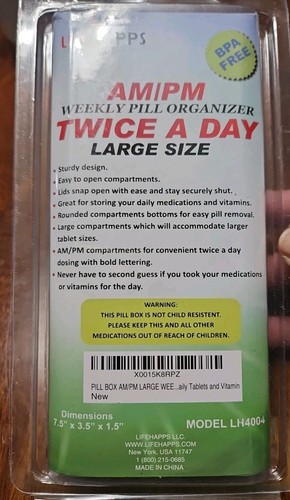 APPS
BPA
FREE
AM/PM
WEEKLY PILL ORGANIZER
TWICE A DAY
LARGE SIZE
• Sturdy design.
• Easy to open compartments.
• Lids snap open with ease and stay securely shut.
• Great for storing your daily medications and vitamins.
• Rounded compartments bottoms for easy pill removal.
• Large compartments which will accommodate larger
tablet sizes.
• AM/PM compartments for convenient twice a day
dosing with bold lettering.
• Never have to second guess if you took your medications
or vitamins for the day.
WARNING:
THIS PILL BOX IS NOT CHILD RESISTENT.
PLEASE KEEP THIS AND ALL OTHER
MEDICATIONS OUT OF REACH OF CHILDREN.
X0015K8RPZ
PILL BOX AM/PM LARGE WEE...aily Tablets and Vitamin
New
Dimensions
7.5" x 3.5" x 1.5"
MODEL LH4004
LIFEHAPPS LLC.
WWW.LIFEHAPPS.COM
New York, USA 11747
1 (800) 215-0685
MADE IN CHINA